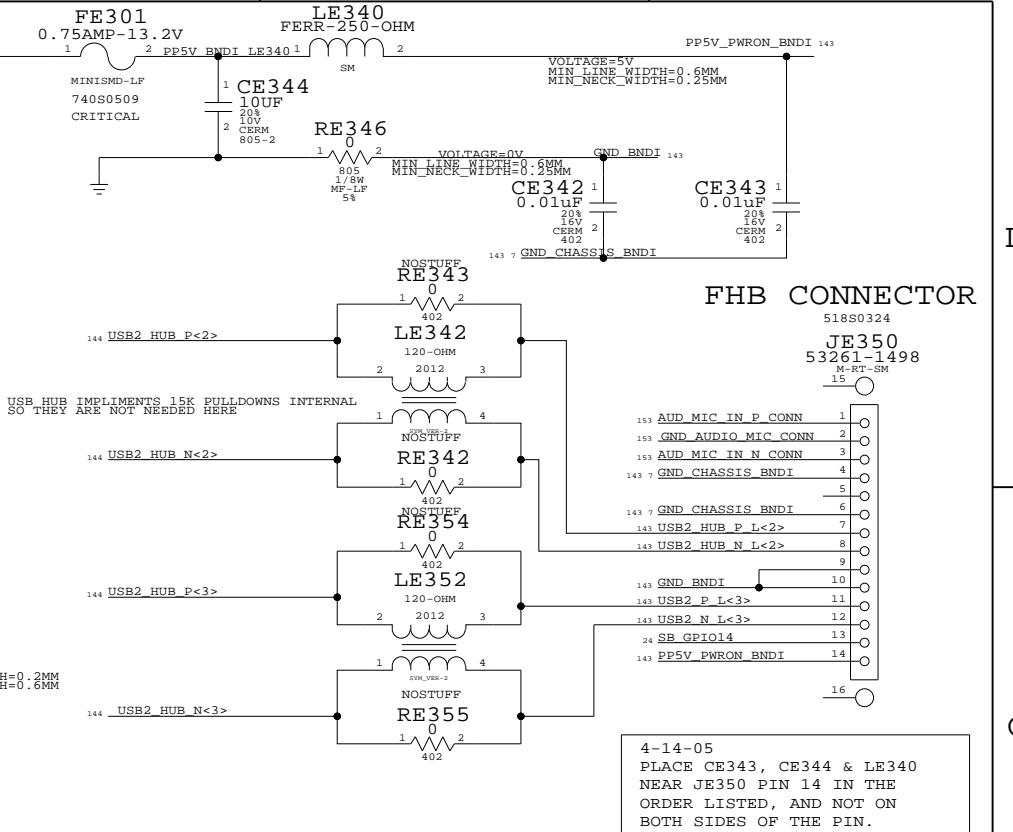 FE301
0.75AMP-13.2V
1 2
PP5V_BNDI_LE340
MINISMD-LF
740S0509
CRITICAL
LE340
FERR-250-OHM
1 2
SM
PP5V_PWRON_BNDI 143
VOLTAGE=5V
MIN_LINE_WIDTH=0.6MM
MIN_NECK_WIDTH=0.25MM
1
CE344
10UF
20%
10V
CERM
805-2
2
RE346
0
1 2
805
1/8W
MF-LF
5%
VOLTAGE=0V
MIN_LINE_WIDTH=0.6MM
MIN_NECK_WIDTH=0.25MM
GND_BNDI 143
CE342 1
0.01uF
20%
16V
CERM 2
402
CE343 1
0.01uF
20%
16V
CERM 2
402
143 7 GND_CHASSIS_BNDI
NOSTUFF
RE343
0
1 2
402
LE342
120-OHM
2 2012 3
144 USB2_HUB_P<2>
USB HUB IMPLIMENTS 15K PULLDOWNS INTERNAL
SO THEY ARE NOT NEEDED HERE
1 4
SYM_VER-2
NOSTUFF
144 USB2_HUB_N<2>
RE342
0
1 2
402
NOSTUFF
RE354
0
1 2
402
LE352
120-OHM
144 USB2_HUB_P<3>
2 2012 3
1 4
SYM_VER-2
NOSTUFF
144 USB2_HUB_N<3>
RE355
0
1 2
402
H=0.2MM
H=0.6MM
FHB CONNECTOR
518S0324
JE350
53261-1498
M-RT-SM
15
153 AUD_MIC_IN_P_CONN 1
153 GND_AUDIO_MIC_CONN 2
153 AUD_MIC_IN_N_CONN 3
143 7 GND_CHASSIS_BNDI 4
5
143 7 GND_CHASSIS_BNDI 6
143 USB2_HUB_P_L<2> 7
143 USB2_HUB_N_L<2> 8
9
143 GND_BNDI 10
143 USB2_P_L<3> 11
143 USB2_N_L<3> 12
24 SB_GPIO14 13
143 PP5V_PWRON_BNDI 14
16
4-14-05
PLACE CE343, CE344 & LE340
NEAR JE350 PIN 14 IN THE
ORDER LISTED, AND NOT ON
BOTH SIDES OF THE PIN.